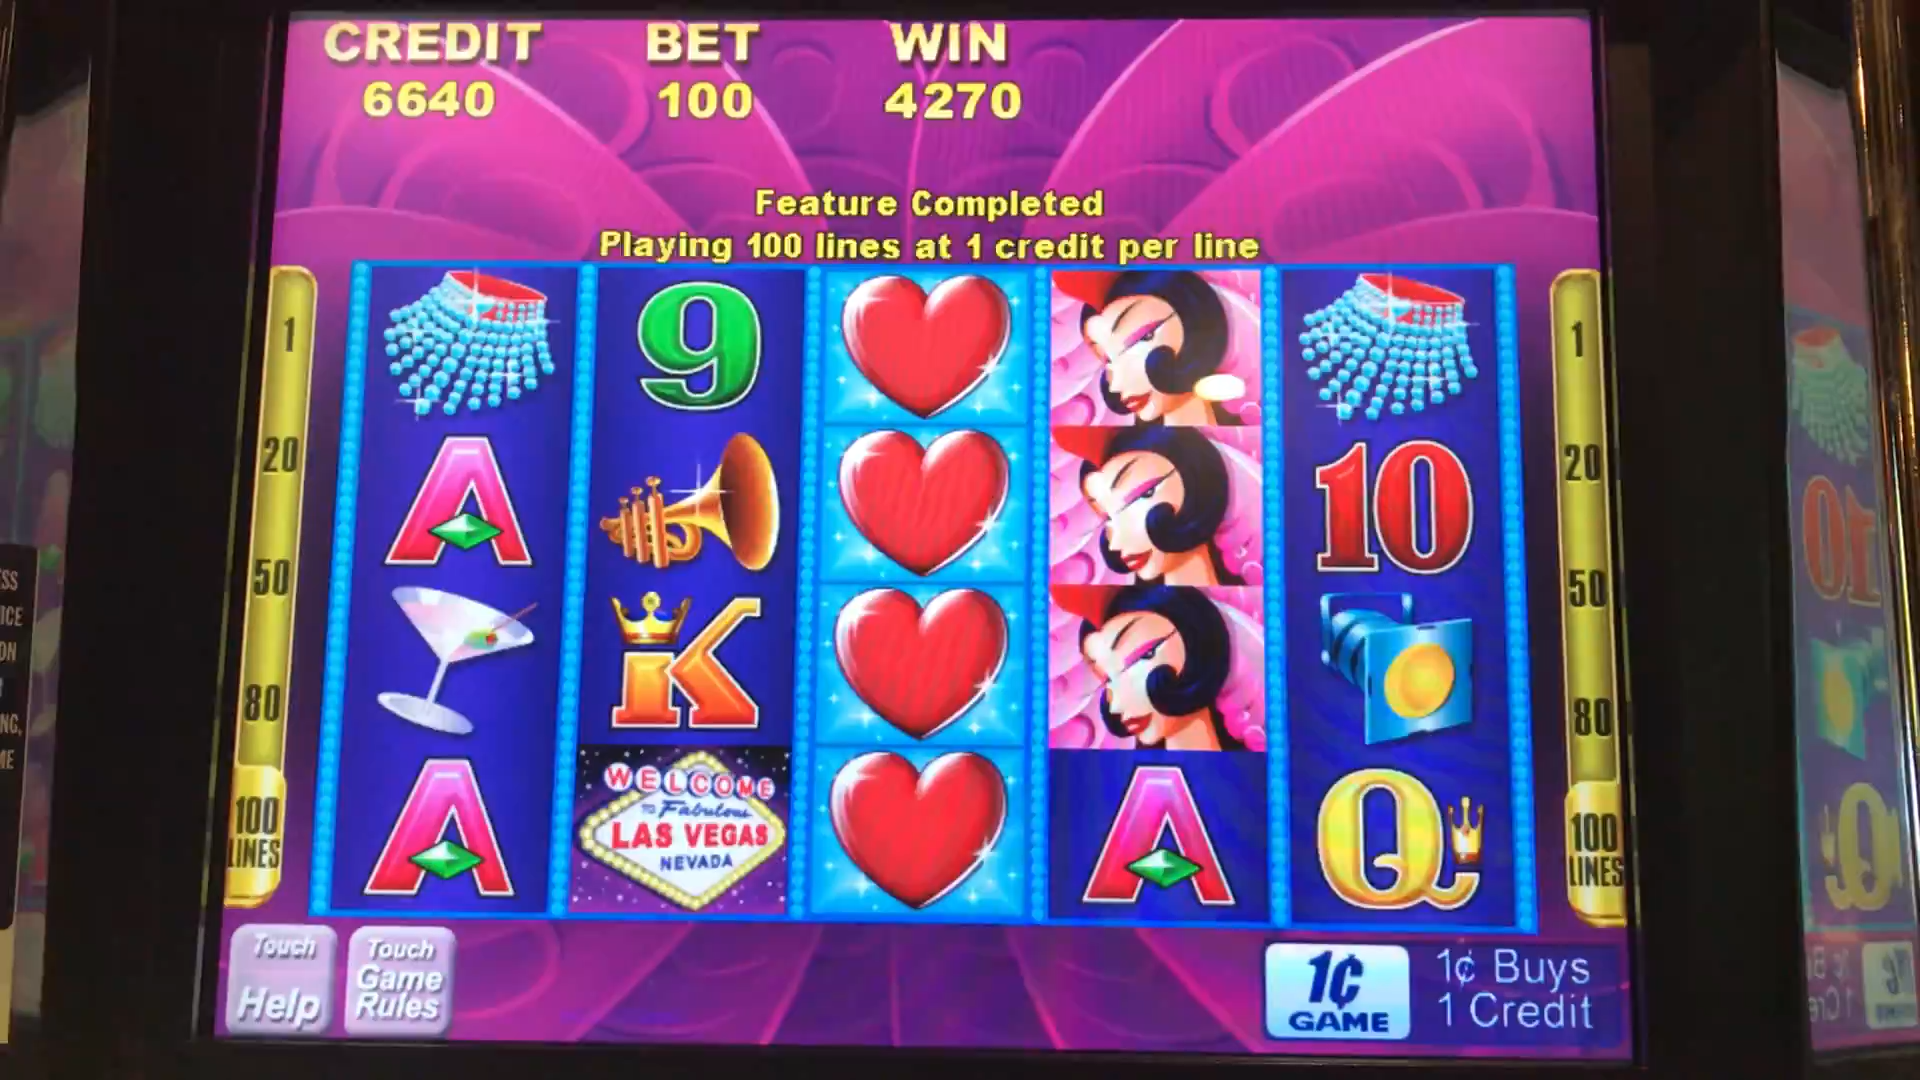 CREDIT BET WIN
6640 100 4270
Feature Completed
Playing 100 lines at 1 credit per line
1
20
50
80
100
LINES
9
A
K
A
WELCOME
TO Fabulous
LAS VEGAS
NEVADA
A
10
Q
1
20
50
80
100
LINES
Touch
Help
Touch
Game
Rules
1¢
GAME
1¢ Buys
1 Credit